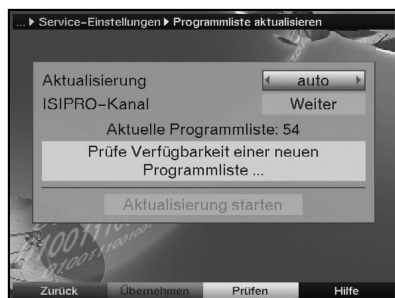 ... ▶ Service-Einstellungen ▶ Programmliste aktualisieren
Aktualisierung ◀ auto ▶
ISIPRO-Kanal Weiter
Aktuelle Programmliste: 54
Prüfe Verfügbarkeit einer neuen
Programmliste ...
Aktualisierung starten
Zurück Übernehmen Prüfen Hilfe